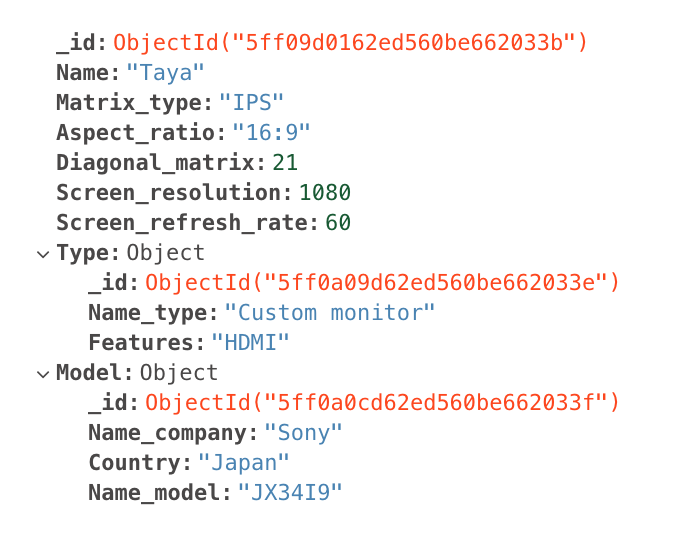 _id: ObjectId("5ff09d0162ed560be662033b")
Name: "Taya"
Matrix_type: "IPS"
Aspect_ratio: "16:9"
Diagonal_matrix: 21
Screen_resolution: 1080
Screen_refresh_rate: 60
Type: Object
_id: ObjectId("5ff0a09d62ed560be662033e")
Name_type: "Custom monitor"
Features: "HDMI"
Model: Object
_id: ObjectId("5ff0a0cd62ed560be662033f")
Name_company: "Sony"
Country: "Japan"
Name_model: "JX34I9"